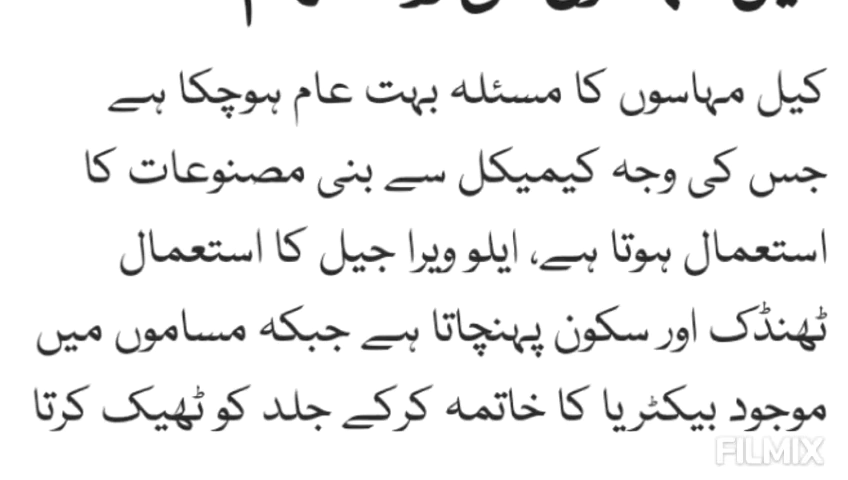 کیل مہاسوں کا مسئلہ بہت عام ہوچکا ہے
جس کی وجہ کیمیکل سے بنی مصنوعات کا
استعمال ہوتا ہے، ایلو ویرا جیل کا استعمال
ٹھنڈک اور سکون پہنچاتا ہے جبکہ مساموں میں
موجود بیکٹریا کا خاتمہ کرکے جلد کو ٹھیک کرتا
FILMIX